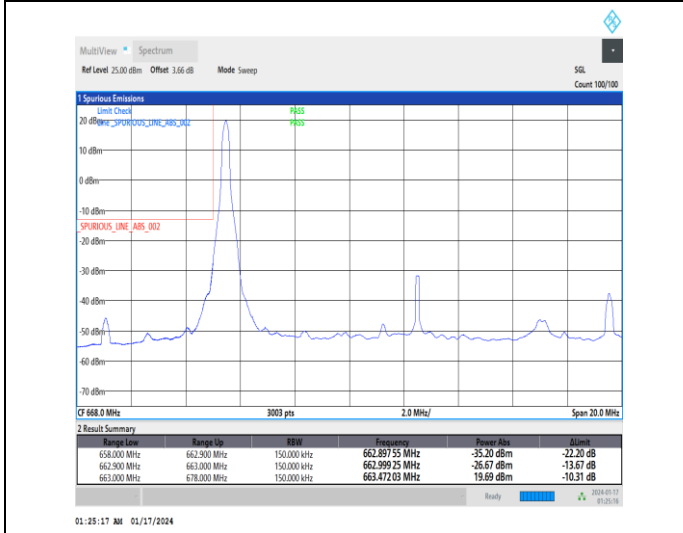 MultiView Spectrum
Ref Level 25.00 dBm Offset 3.66 dB Mode Sweep SGL
Count 100/100
1 Spurious Emissions
Limit Check PASS
20 dBm Line _SPURIOUS_LINE_ABS_002 PASS
10 dBm
0 dBm
-10 dBm
_SPURIOUS_LINE_ABS_002
-20 dBm
-30 dBm
-40 dBm
-50 dBm
-60 dBm
-70 dBm
CF 668.0 MHz 3003 pts 2.0 MHz/ Span 20.0 MHz
2 Result Summary
Range Low Range Up RBW Frequency Power Abs ΔLimit
658.000 MHz 662.900 MHz 150.000 kHz 662.897 55 MHz -35.20 dBm -22.20 dB
662.900 MHz 663.000 MHz 150.000 kHz 662.999 25 MHz -26.67 dBm -13.67 dB
663.000 MHz 678.000 MHz 150.000 kHz 663.472 03 MHz 19.69 dBm -10.31 dB
Ready 2024-01-17
01:25:16
01:25:17 AM 01/17/2024